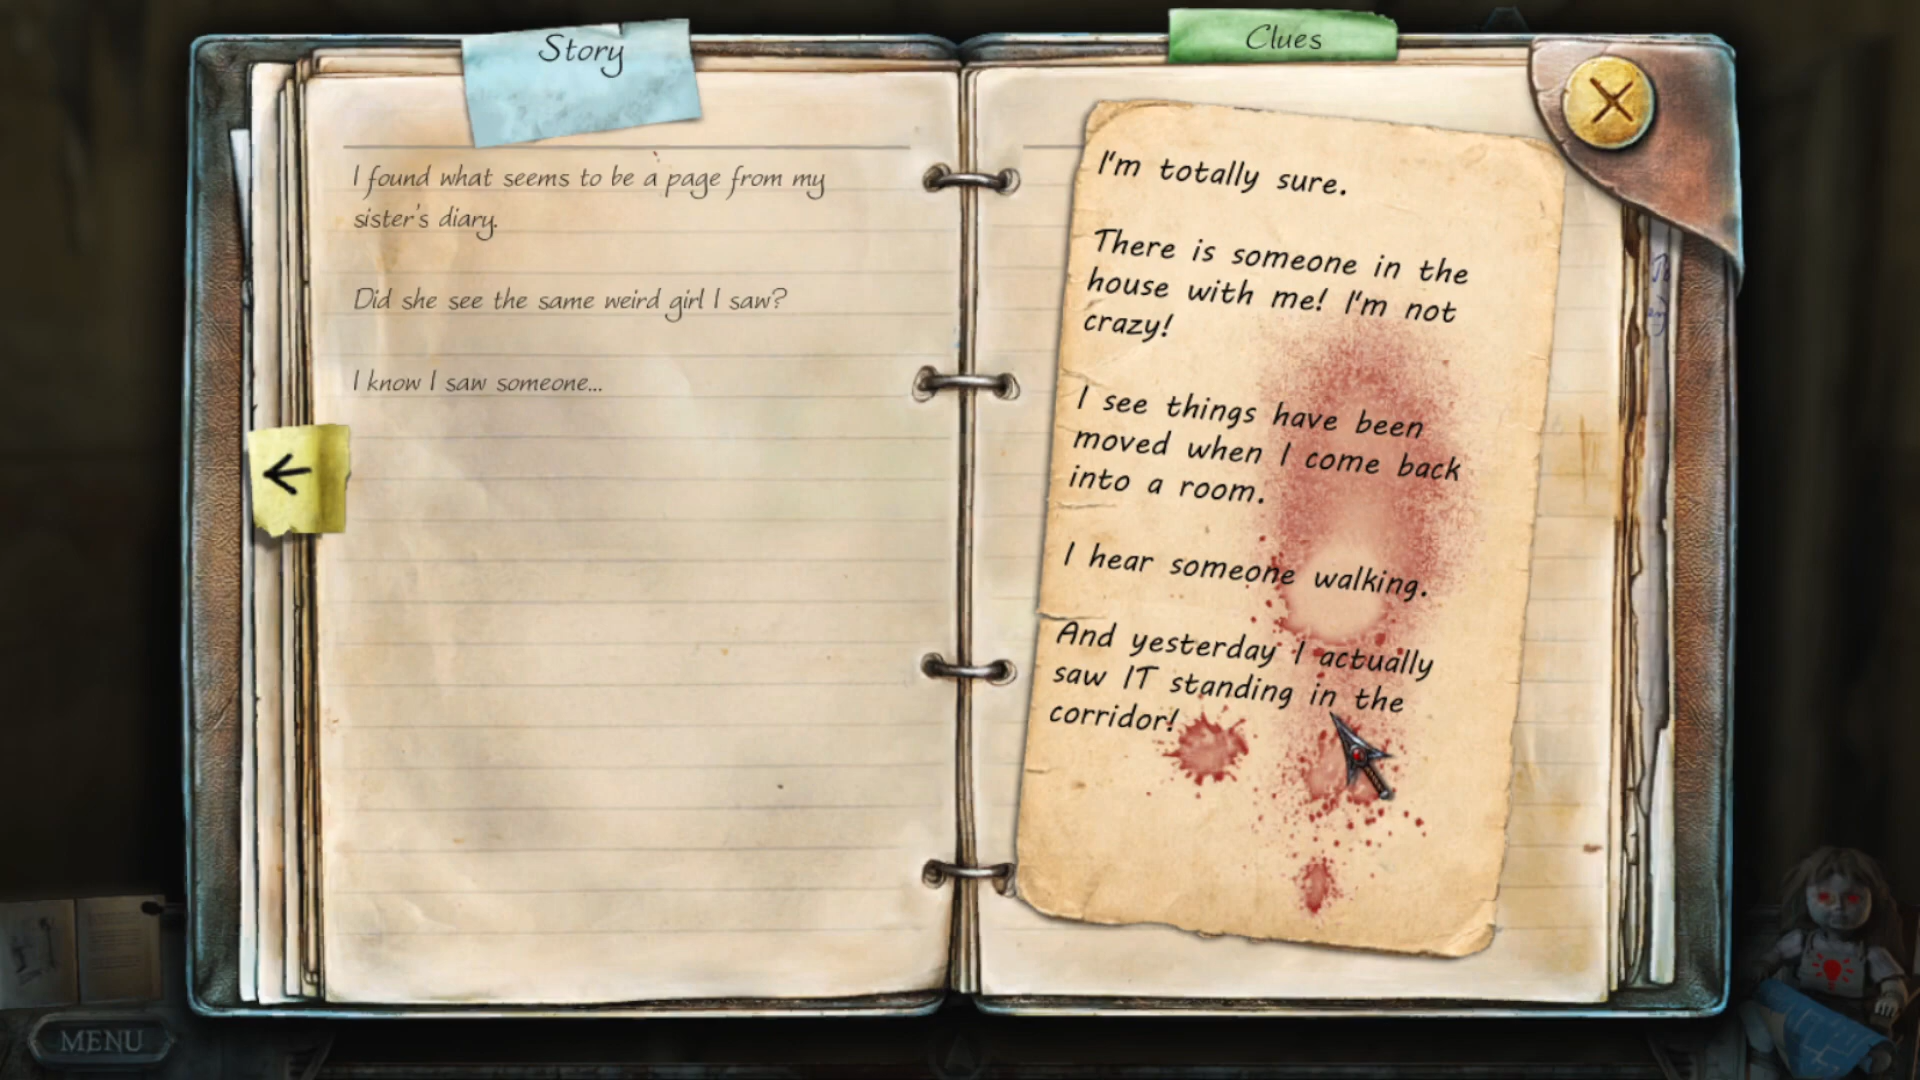 Story
I found what seems to be a page from my
sister's diary.
Did she see the same weird girl I saw?
I know I saw someone...
Clues
I'm totally sure.
There is someone in the
house with me! I'm not
crazy!
I see things have been
moved when I come back
into a room.
I hear someone walking.
And yesterday I actually
saw IT standing in the
corridor!
MENU